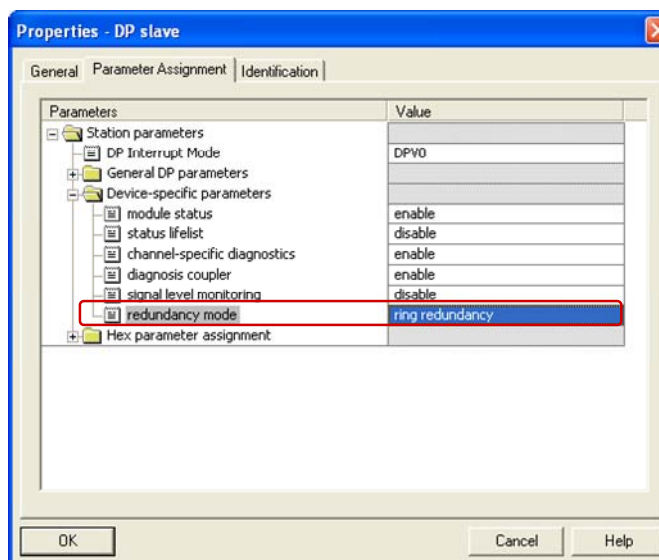 Properties - DP slave
General Parameter Assignment Identification
Parameters Value
Station parameters
DP Interrupt Mode DPV0
General DP parameters
Device-specific parameters
module status enable
status lifelist disable
channel-specific diagnostics enable
diagnosis coupler enable
signal level monitoring disable
redundancy mode ring redundancy
Hex parameter assignment
OK Cancel Help